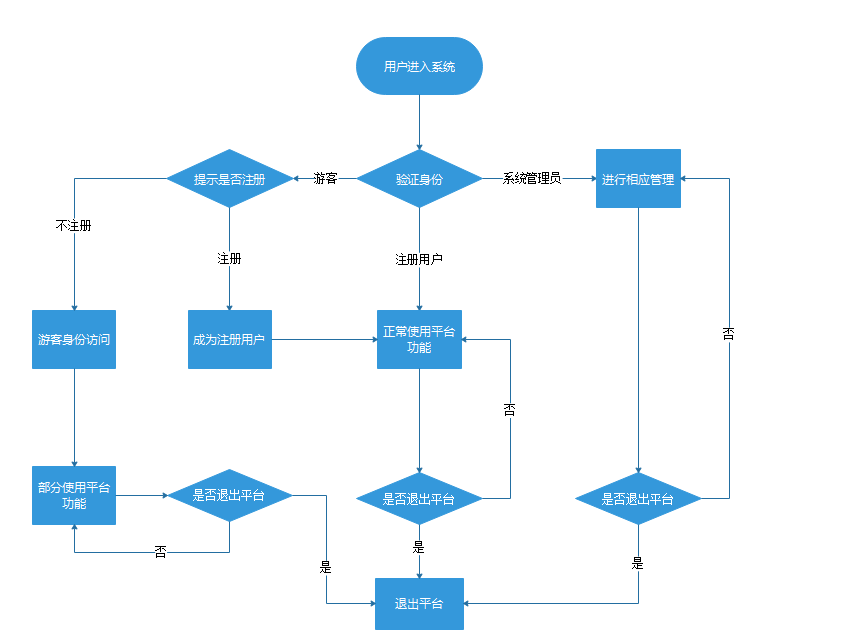 用户进入系统
提示是否注册
游客
验证身份
系统管理员
进行相应管理
不注册
注册
注册用户
游客身份访问
成为注册用户
正常使用平台
功能
否
否
部分使用平台
功能
是否退出平台
是否退出平台
是否退出平台
否
是
是
是
退出平台